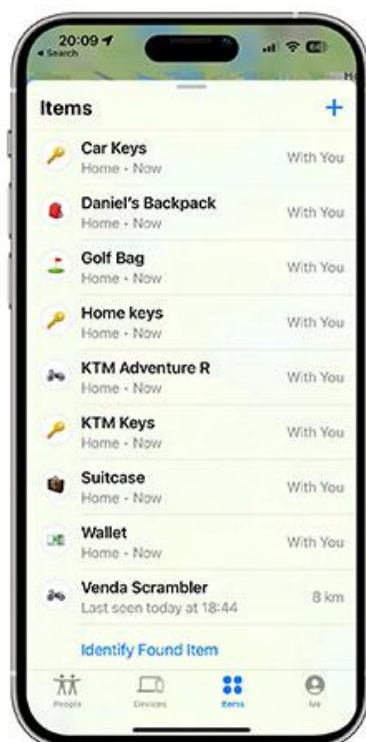 20:09
Search
Items
+
Car Keys
Home • Now
With You
Daniel's Backpack
Home • Now
With You
Golf Bag
Home • Now
With You
Home keys
Home • Now
With You
KTM Adventure R
Home • Now
With You
KTM Keys
Home • Now
With You
Suitcase
Home • Now
With You
Wallet
Home • Now
With You
Venda Scrambler
Last seen today at 18:44
8 km
Identify Found Item
People
Devices
Items
Me